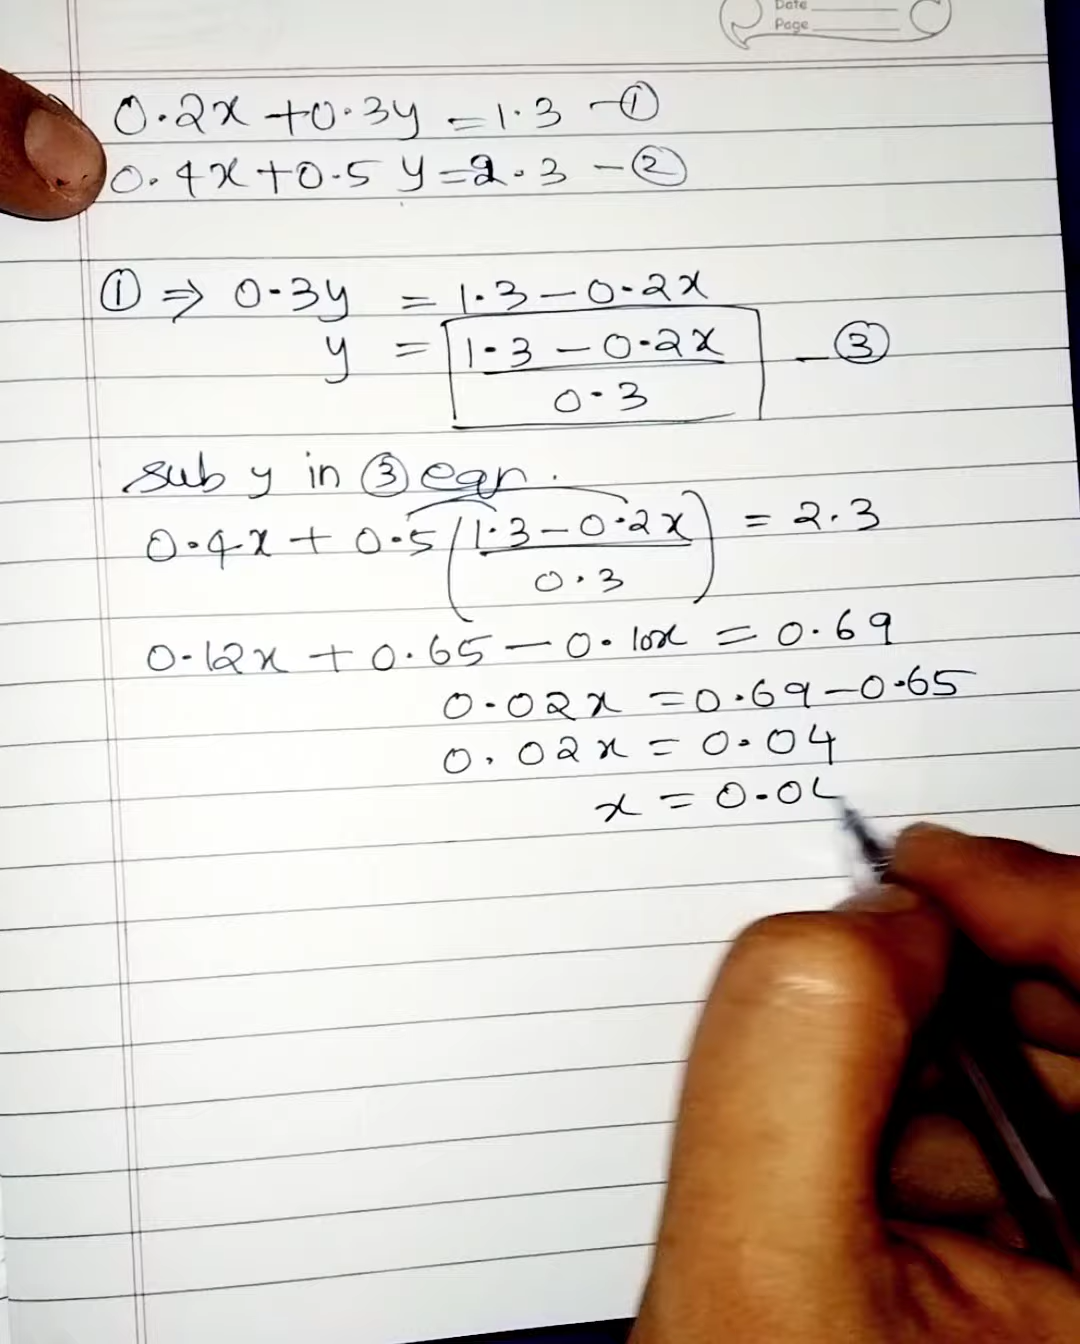 Date
Page
0.2x + 0.3y = 1.3 - ①
0.4x + 0.5 y = 2.3 - ②
① ⇒ 0.3y = 1.3 - 0.2x
y = 1.3 - 0.2x / 0.3 - ③
sub y in ③ eqn.
0.4x + 0.5 (1.3 - 0.2x / 0.3) = 2.3
0.12x + 0.65 - 0.10x = 0.69
0.02x = 0.69 - 0.65
0.02x = 0.04
x = 0.04